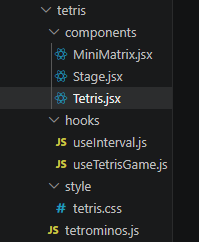 tetris
components
MiniMatrix.jsx
Stage.jsx
Tetris.jsx
hooks
JS useInterval.js
JS useTetrisGame.js
style
# tetris.css
JS tetrominos.js